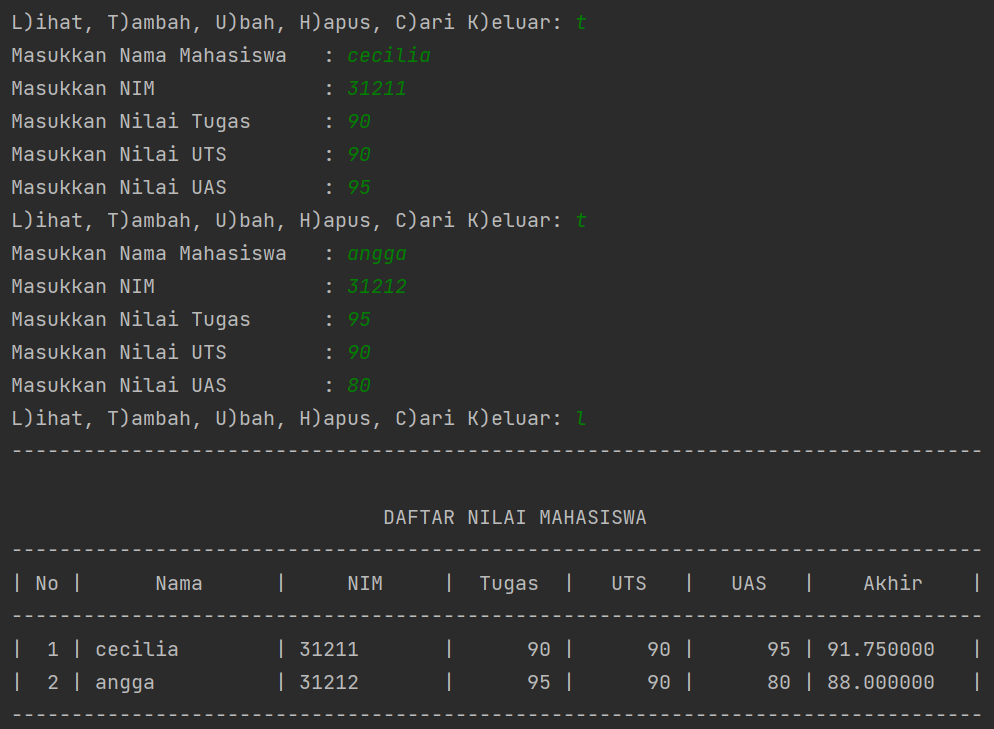 L)ihat, T)ambah, U)bah, H)apus, C)ari K)eluar: t
Masukkan Nama Mahasiswa   : cecilia
Masukkan NIM              : 31211
Masukkan Nilai Tugas      : 90
Masukkan Nilai UTS        : 90
Masukkan Nilai UAS        : 95
L)ihat, T)ambah, U)bah, H)apus, C)ari K)eluar: t
Masukkan Nama Mahasiswa   : angga
Masukkan NIM              : 31212
Masukkan Nilai Tugas      : 95
Masukkan Nilai UTS        : 90
Masukkan Nilai UAS        : 80
L)ihat, T)ambah, U)bah, H)apus, C)ari K)eluar: l
---------------------------------------------------------------------------------
                               DAFTAR NILAI MAHASISWA
---------------------------------------------------------------------------------
| No |      Nama      |     NIM     |  Tugas  |   UTS   |   UAS   |    Akhir    |
---------------------------------------------------------------------------------
|  1 | cecilia        | 31211       |      90 |      90 |      95 | 91.750000   |
|  2 | angga          | 31212       |      95 |      90 |      80 | 88.000000   |
---------------------------------------------------------------------------------